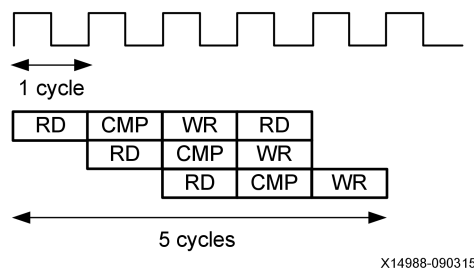 1 cycle
RD CMP WR RD
RD CMP WR
RD CMP WR
5 cycles
X14988-090315